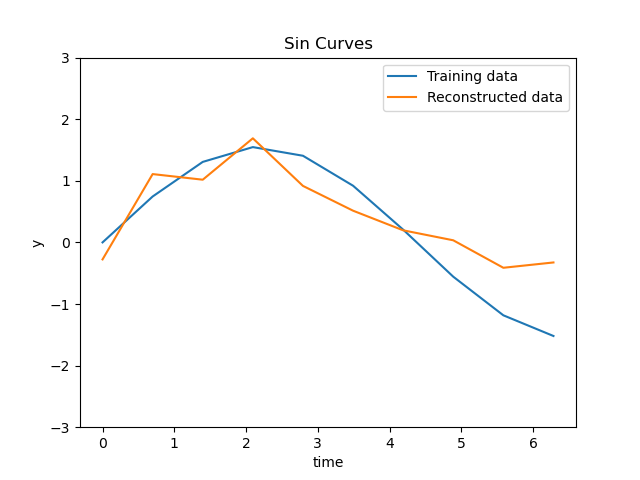 Sin Curves
Training data
Reconstructed data
3
2
1
0
−1
−2
−3
y
0 1 2 3 4 5 6
time